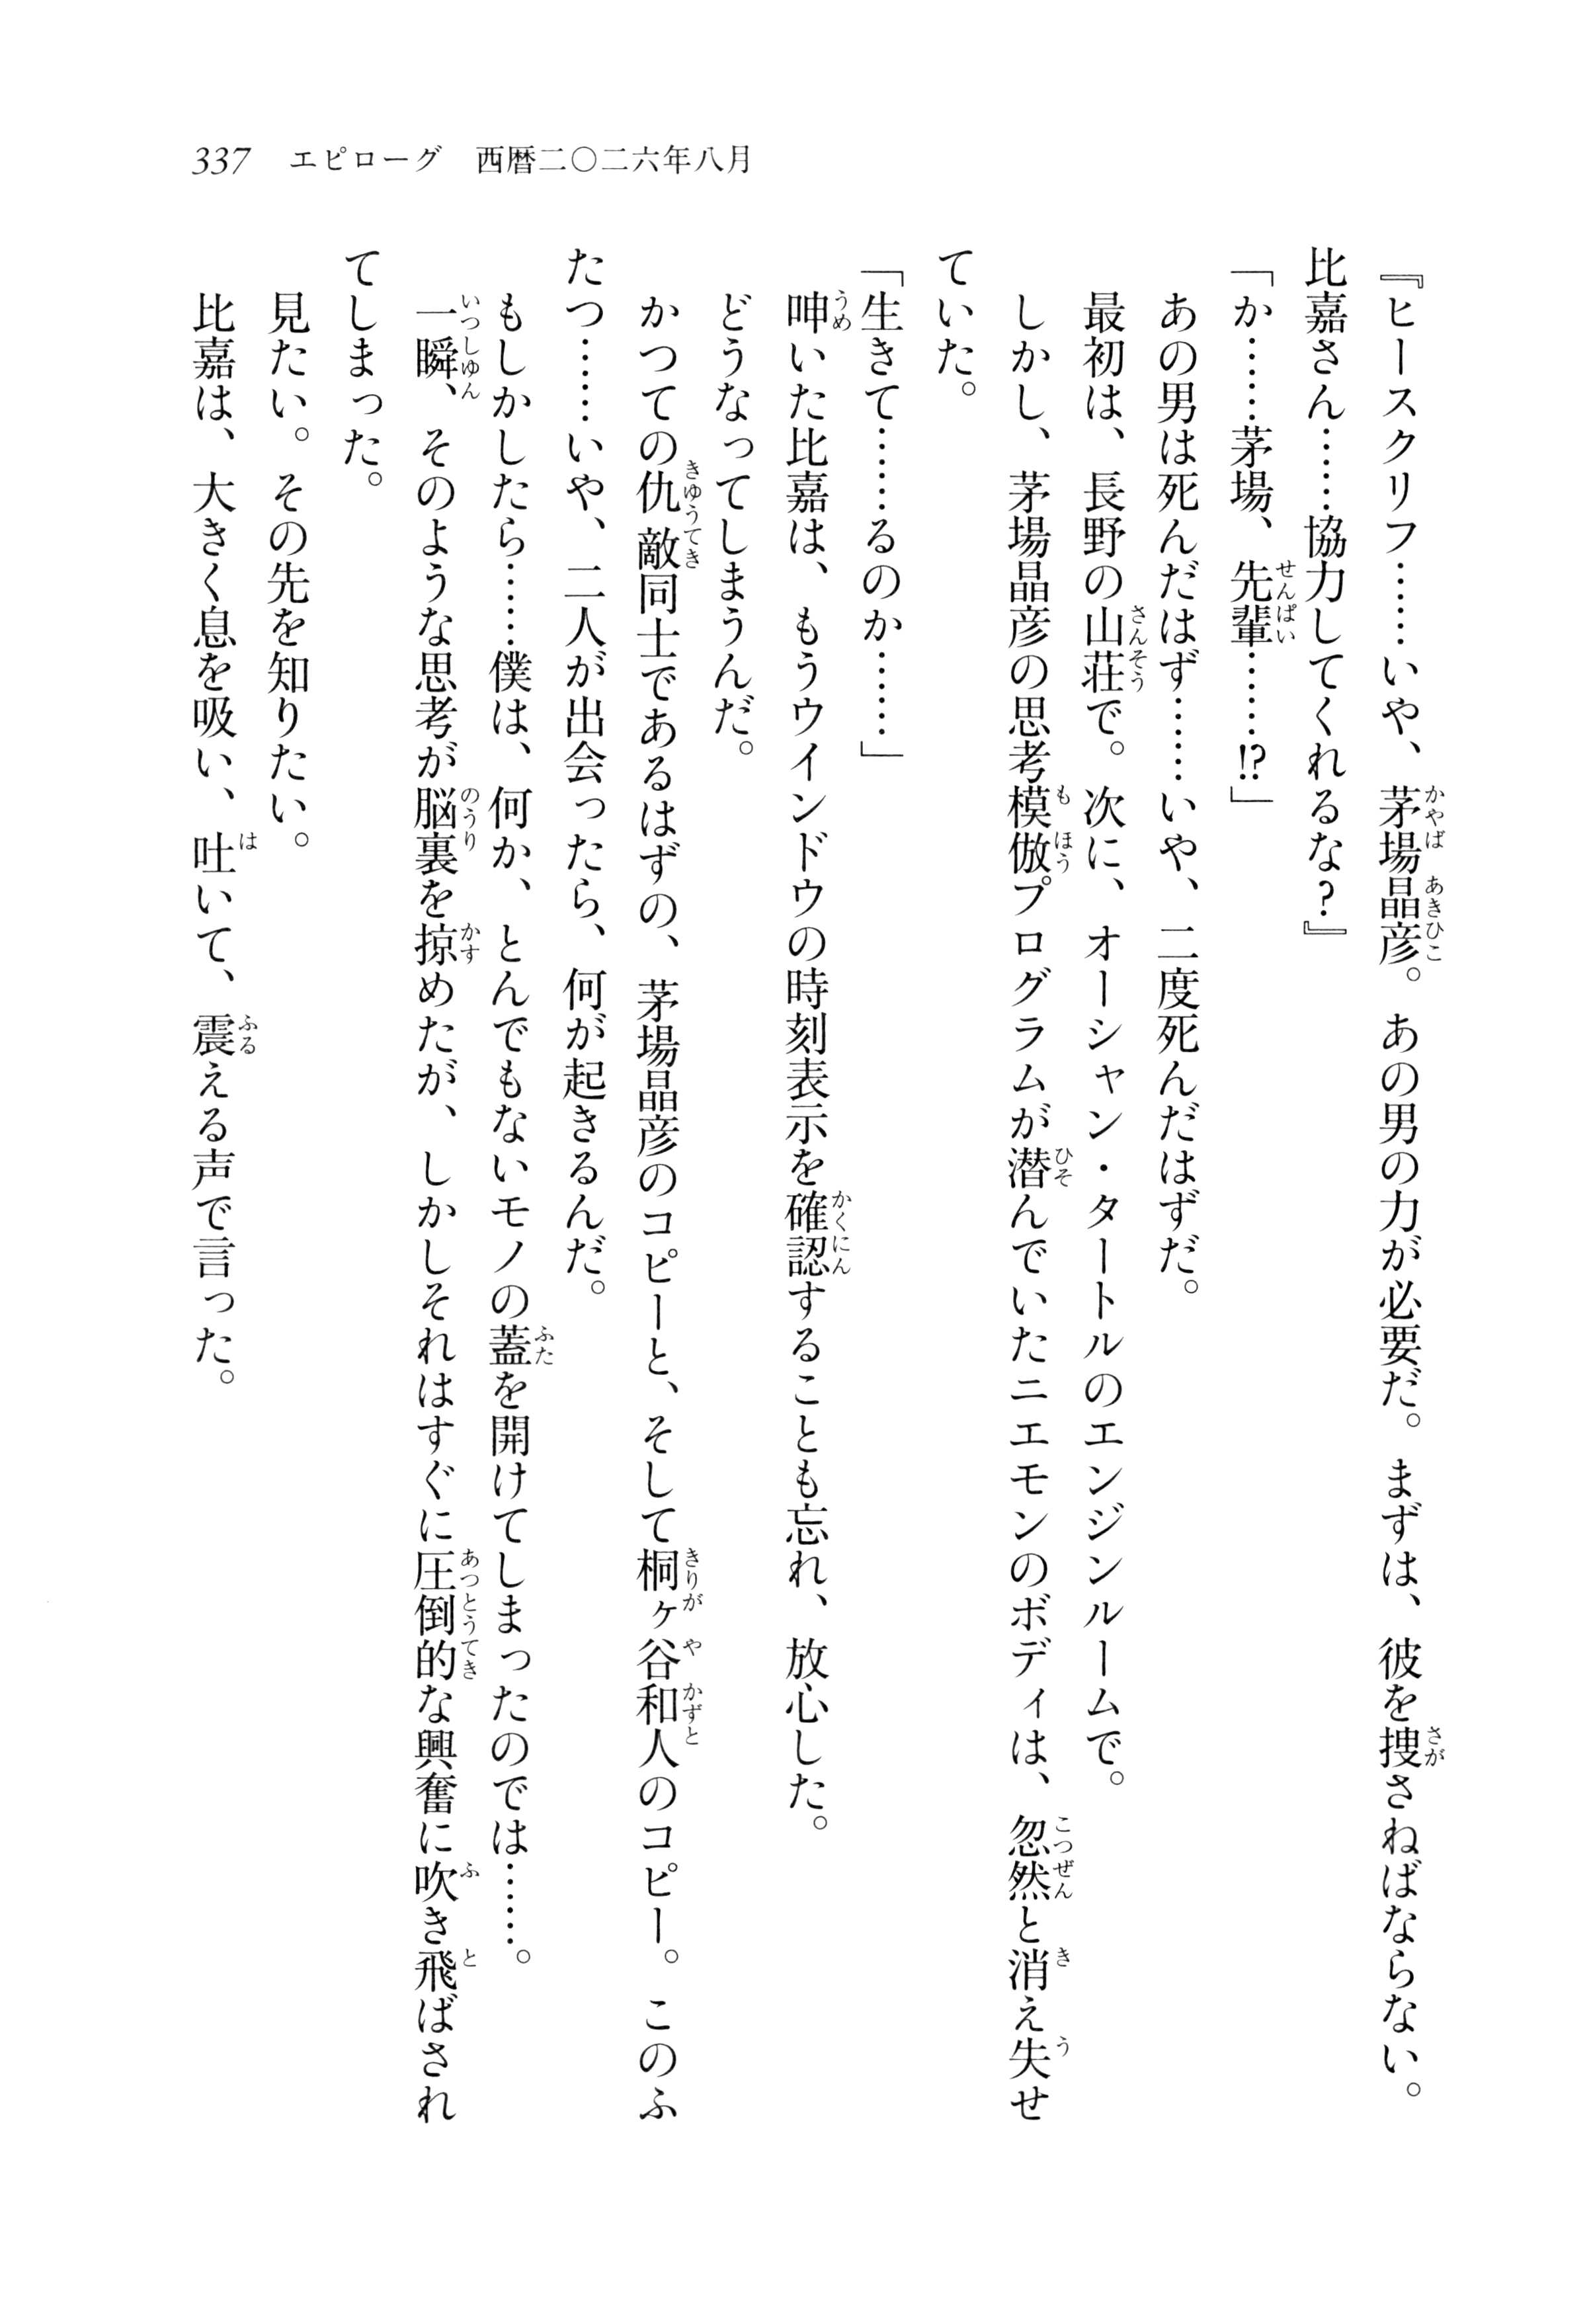 337 エピローグ 西暦二〇二六年八月
『ヒースクリフ……いや、茅場晶彦。あの男の力が必要だ。まずは、彼を捜さねばならない。
比嘉さん……協力してくれるな?』
「か……茅場、先輩……!?」
あの男は死んだはず……いや、二度死んだはずだ。
最初は、長野の山荘で。次に、オーシャン・タートルのエンジンルームで。
しかし、茅場晶彦の思考模倣プログラムが潜んでいたニエモンのボディは、忽然と消え失せ
ていた。
「生きて……るのか……」
呻いた比嘉は、もうウインドウの時刻表示を確認することも忘れ、放心した。
どうなってしまうんだ。
かつての仇敵同士であるはずの、茅場晶彦のコピーと、そして桐ヶ谷和人のコピー。このふ
たつ……いや、二人が出会ったら、何が起きるんだ。
もしかしたら……僕は、何か、とんでもないモノの蓋を開けてしまったのでは……。
一瞬、そのような思考が脳裏を掠めたが、しかしそれはすぐに圧倒的な興奮に吹き飛ばされ
てしまった。
見たい。その先を知りたい。
比嘉は、大きく息を吸い、吐いて、震える声で言った。